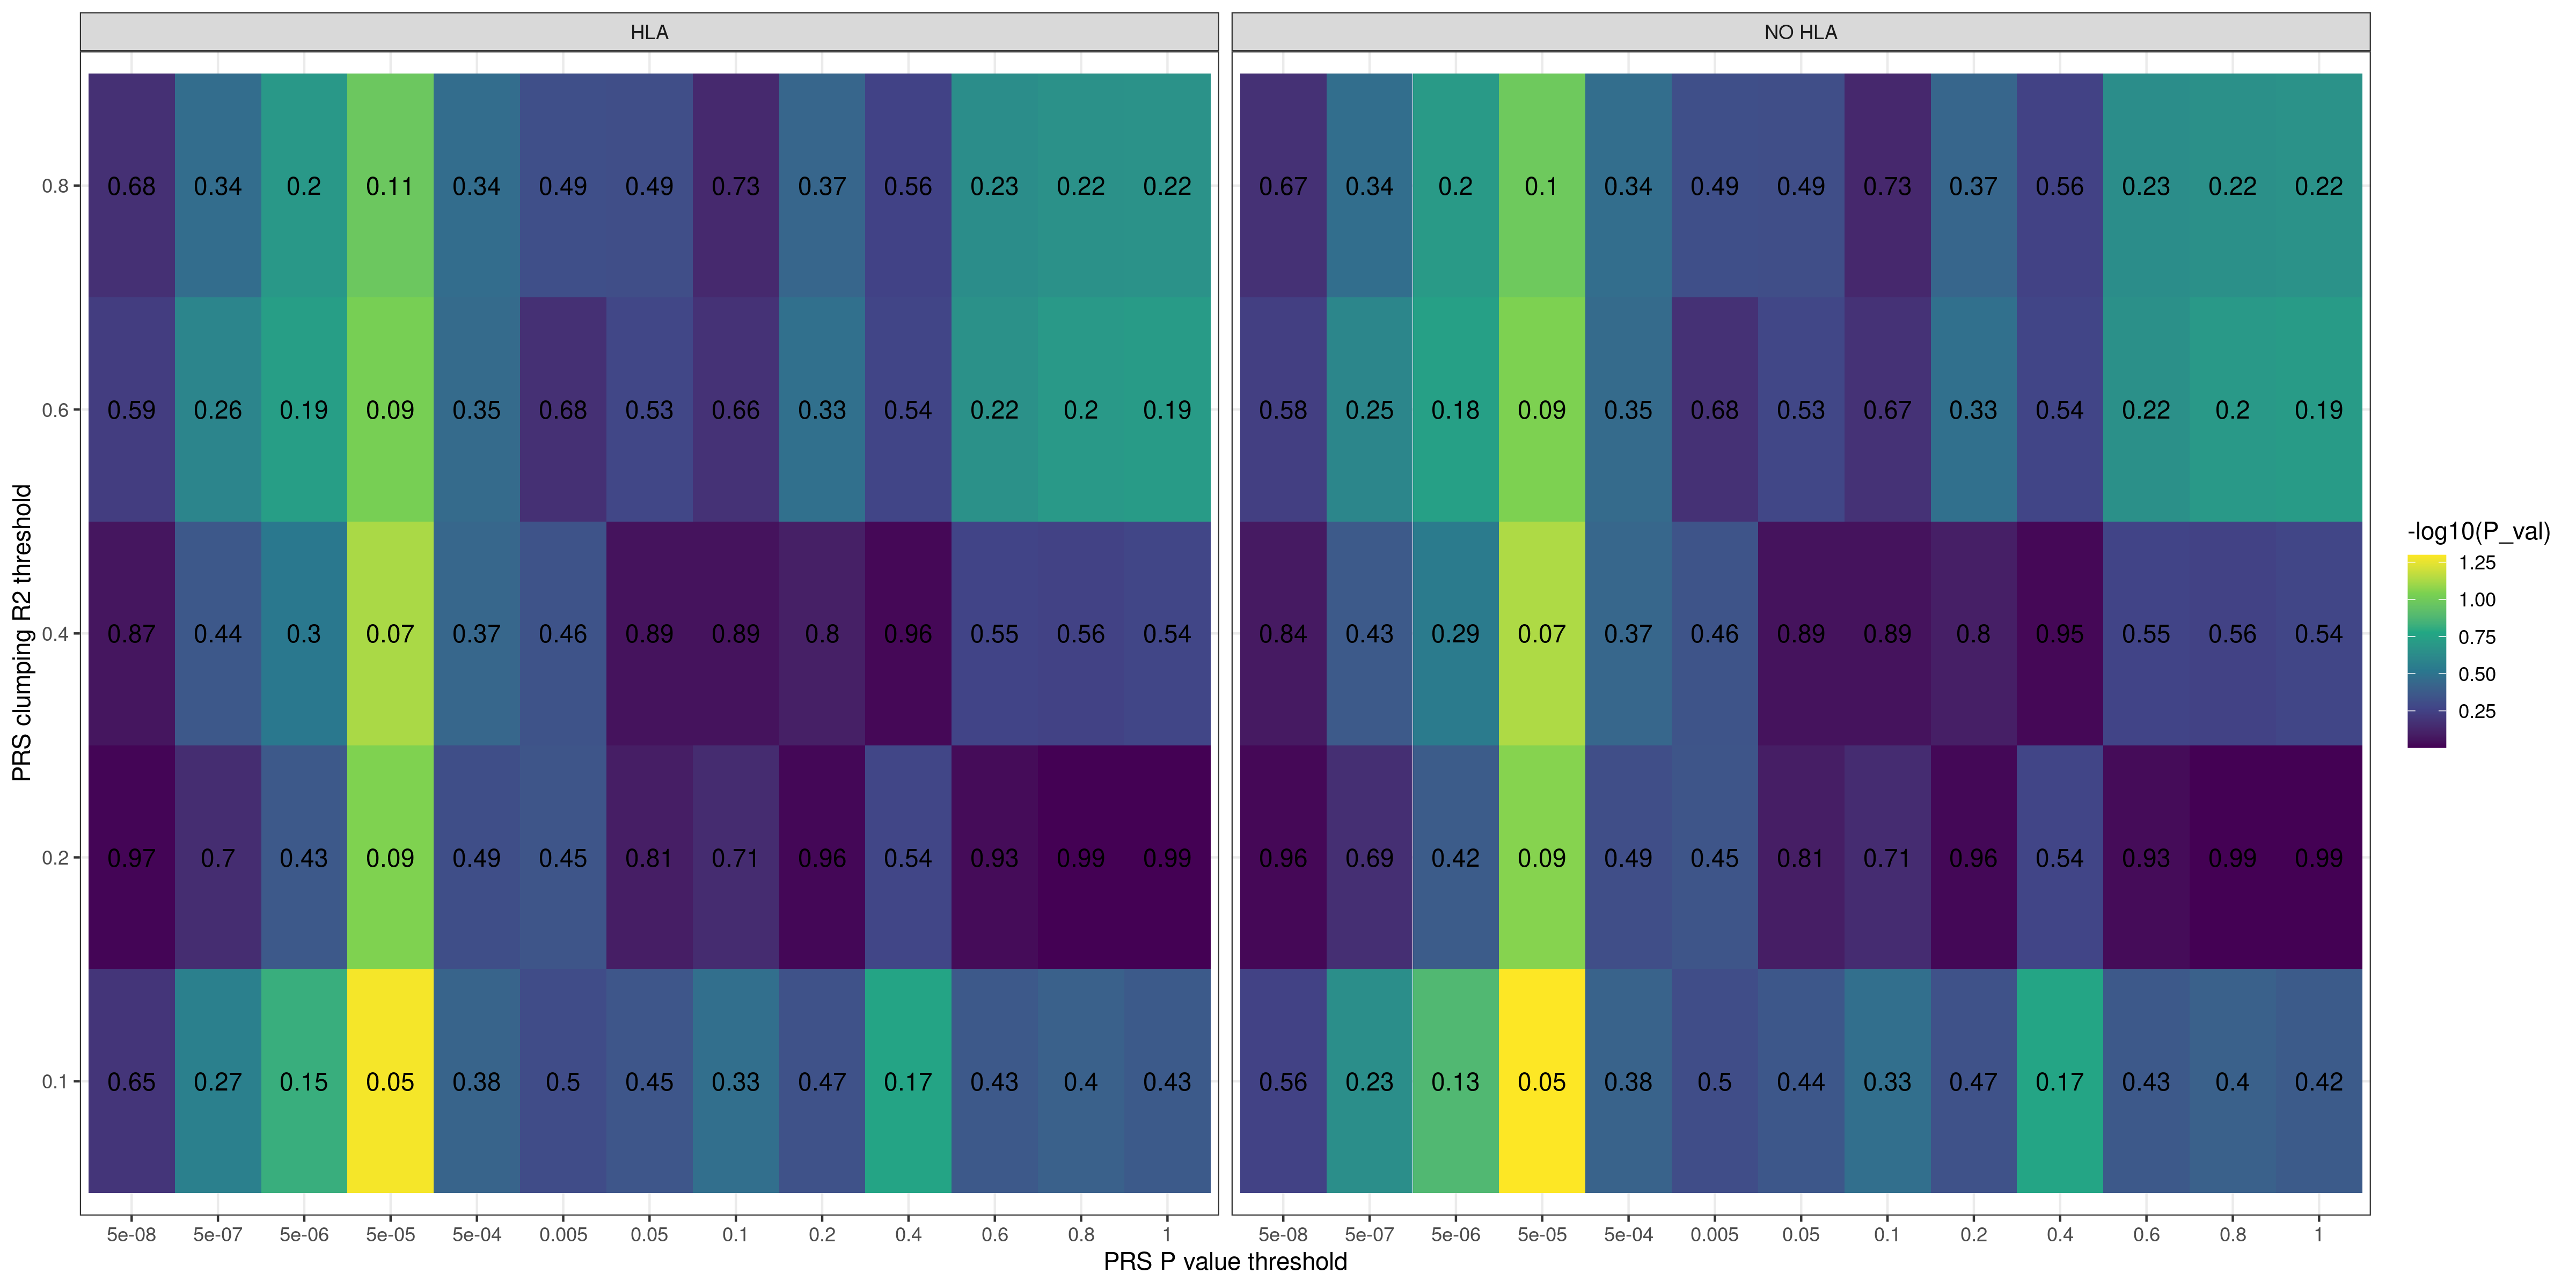 HLA
NO HLA
0.8
0.68 0.34 0.2 0.11 0.34 0.49 0.49 0.73 0.37 0.56 0.23 0.22 0.22
0.67 0.34 0.2 0.1 0.34 0.49 0.49 0.73 0.37 0.56 0.23 0.22 0.22
0.6
0.59 0.26 0.19 0.09 0.35 0.68 0.53 0.66 0.33 0.54 0.22 0.2 0.19
0.58 0.25 0.18 0.09 0.35 0.68 0.53 0.67 0.33 0.54 0.22 0.2 0.19
0.4
0.87 0.44 0.3 0.07 0.37 0.46 0.89 0.89 0.8 0.96 0.55 0.56 0.54
0.84 0.43 0.29 0.07 0.37 0.46 0.89 0.89 0.8 0.95 0.55 0.56 0.54
0.2
0.97 0.7 0.43 0.09 0.49 0.45 0.81 0.71 0.96 0.54 0.93 0.99 0.99
0.96 0.69 0.42 0.09 0.49 0.45 0.81 0.71 0.96 0.54 0.93 0.99 0.99
0.1
0.65 0.27 0.15 0.05 0.38 0.5 0.45 0.33 0.47 0.17 0.43 0.4 0.43
0.56 0.23 0.13 0.05 0.38 0.5 0.44 0.33 0.47 0.17 0.43 0.4 0.42
5e-08 5e-07 5e-06 5e-05 5e-04 0.005 0.05 0.1 0.2 0.4 0.6 0.8 1
5e-08 5e-07 5e-06 5e-05 5e-04 0.005 0.05 0.1 0.2 0.4 0.6 0.8 1
PRS P value threshold
PRS clumping R2 threshold
-log10(P_val)
1.25
1.00
0.75
0.50
0.25